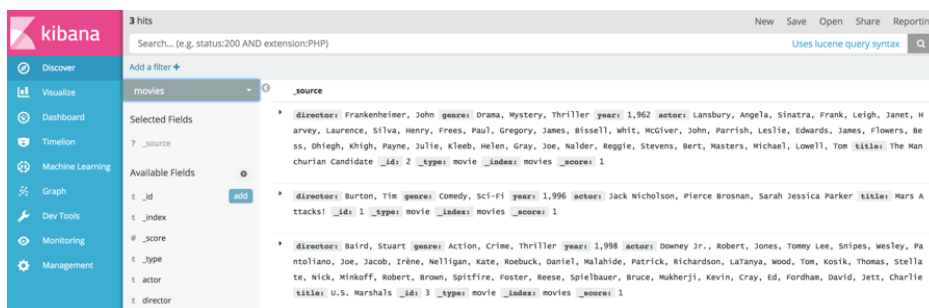 kibana
Discover
Visualize
Dashboard
Timelion
Machine Learning
Graph
Dev Tools
Monitoring
Management
3 hits
New Save Open Share Reportin
Search... (e.g. status:200 AND extension:PHP)
Uses lucene query syntax
Add a filter +
movies
Selected Fields
? _source
Available Fields
t _id
add
t _index
# _score
t _type
t actor
t director
_source
director: Frankenheimer, John genre: Drama, Mystery, Thriller year: 1,962 actor: Lansbury, Angela, Sinatra, Frank, Leigh, Janet, H
arvey, Laurence, Silva, Henry, Frees, Paul, Gregory, James, Bissell, Whit, McGiver, John, Parrish, Leslie, Edwards, James, Flowers, Be
ss, Dhiegh, Khigh, Payne, Julie, Kleeb, Helen, Gray, Joe, Nalder, Reggie, Stevens, Bert, Masters, Michael, Lowell, Tom title: The Man
churian Candidate _id: 2 _type: movie _index: movies _score: 1
director: Burton, Tim genre: Comedy, Sci-Fi year: 1,996 actor: Jack Nicholson, Pierce Brosnan, Sarah Jessica Parker title: Mars A
ttacks! _id: 1 _type: movie _index: movies _score: 1
director: Baird, Stuart genre: Action, Crime, Thriller year: 1,998 actor: Downey Jr., Robert, Jones, Tommy Lee, Snipes, Wesley, Pa
ntoliano, Joe, Jacob, Irène, Nelligan, Kate, Roebuck, Daniel, Malahide, Patrick, Richardson, LaTanya, Wood, Tom, Kosik, Thomas, Stella
te, Nick, Minkoff, Robert, Brown, Spitfire, Foster, Reese, Spielbauer, Bruce, Mukherji, Kevin, Cray, Ed, Fordham, David, Jett, Charlie
title: U.S. Marshals _id: 3 _type: movie _index: movies _score: 1